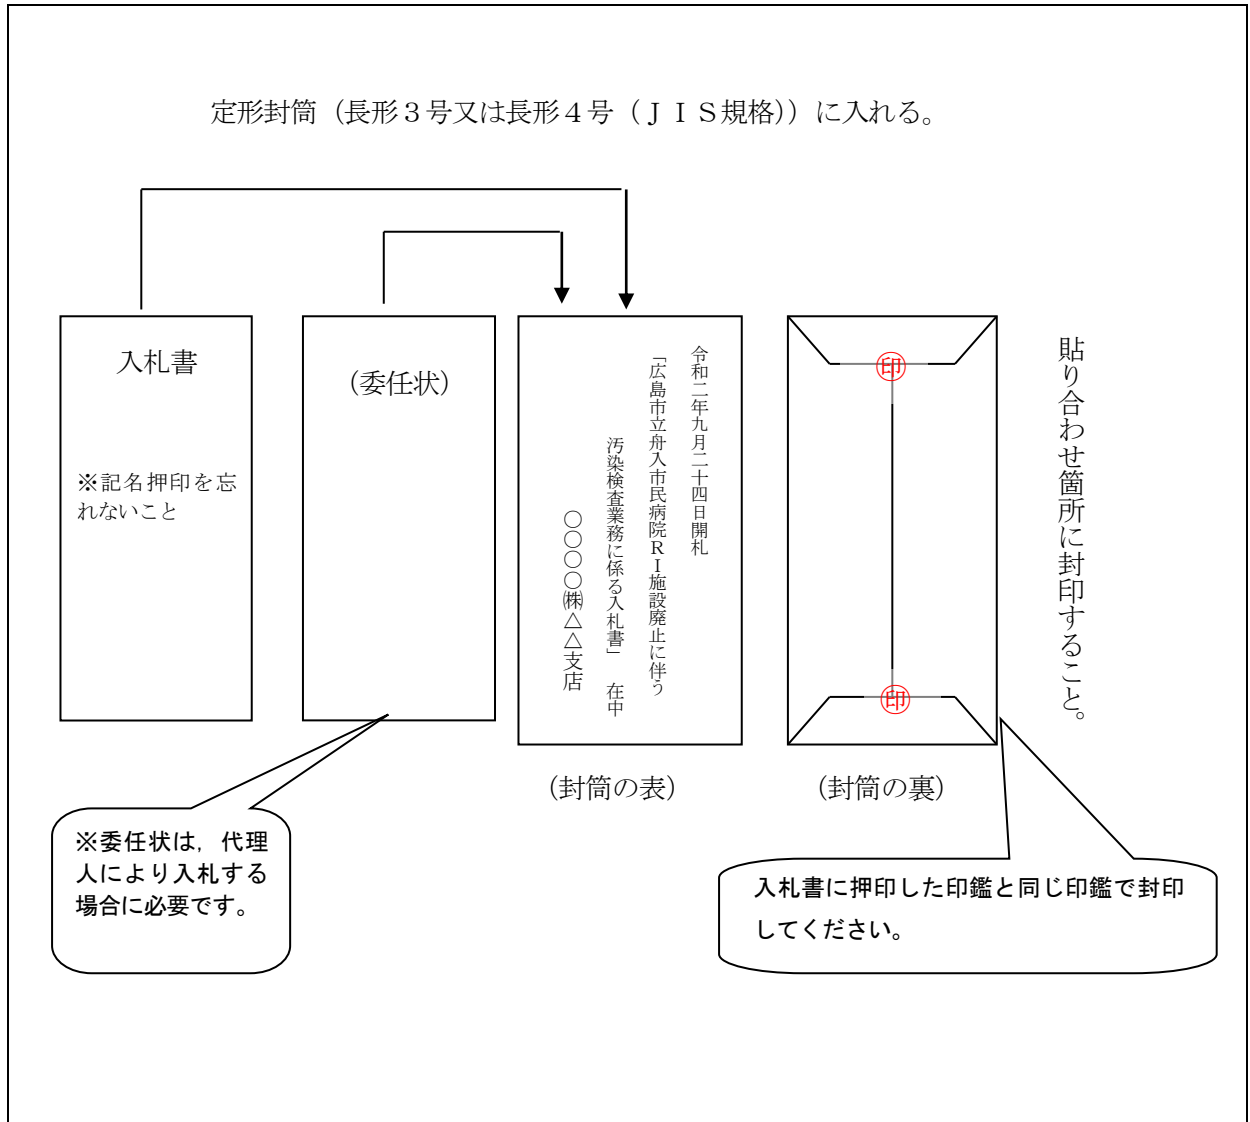 定形封筒（長形３号又は長形４号（ＪＩＳ規格））に入れる。
入札書
※記名押印を忘
れないこと
（委任状）
令和二年九月二十四日開札
「広島市立舟入市民病院ＲＩ施設廃止に伴う
汚染検査業務に係る入札書」　在中
〇〇〇〇㈱△△支店
印
印
貼り合わせ箇所に封印すること。
（封筒の表）
（封筒の裏）
※委任状は，代理
人により入札する
場合に必要です。
入札書に押印した印鑑と同じ印鑑で封印
してください。